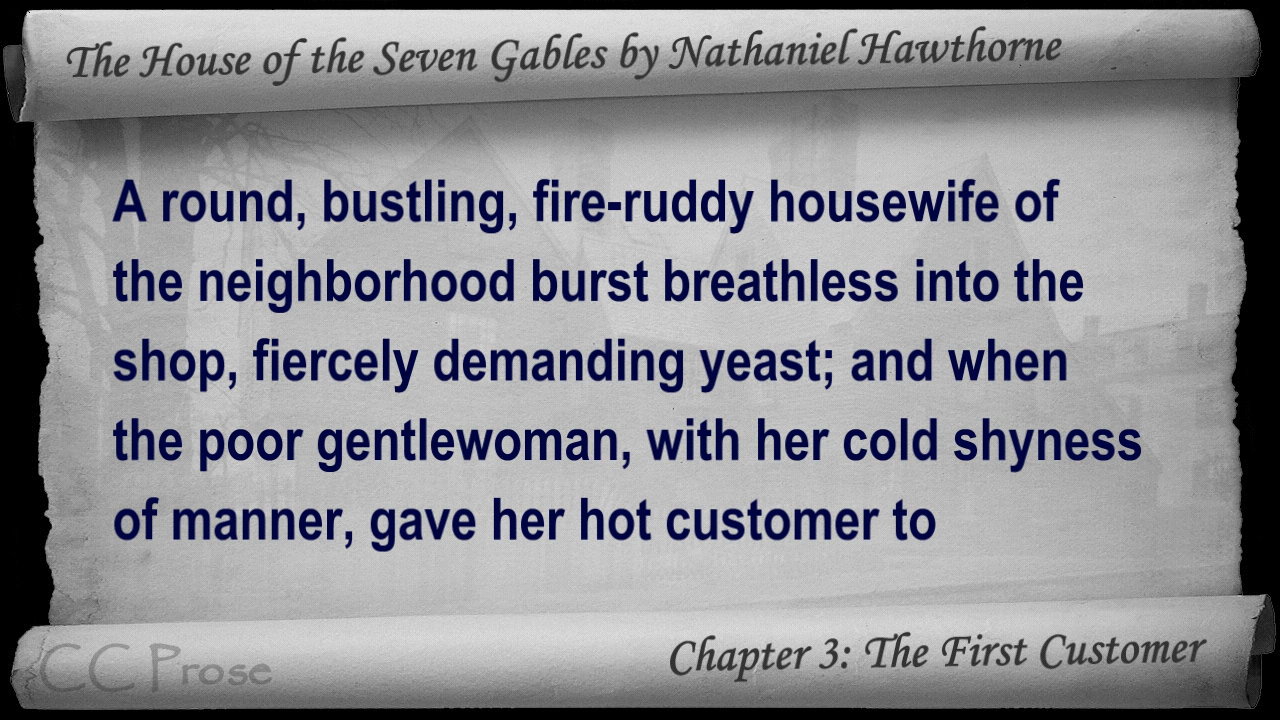 The House of the Seven Gables by Nathaniel Hawthorne
A round, bustling, fire-ruddy housewife of
the neighborhood burst breathless into the
shop, fiercely demanding yeast; and when
the poor gentlewoman, with her cold shyness
of manner, gave her hot customer to
CC Prose
Chapter 3: The First Customer